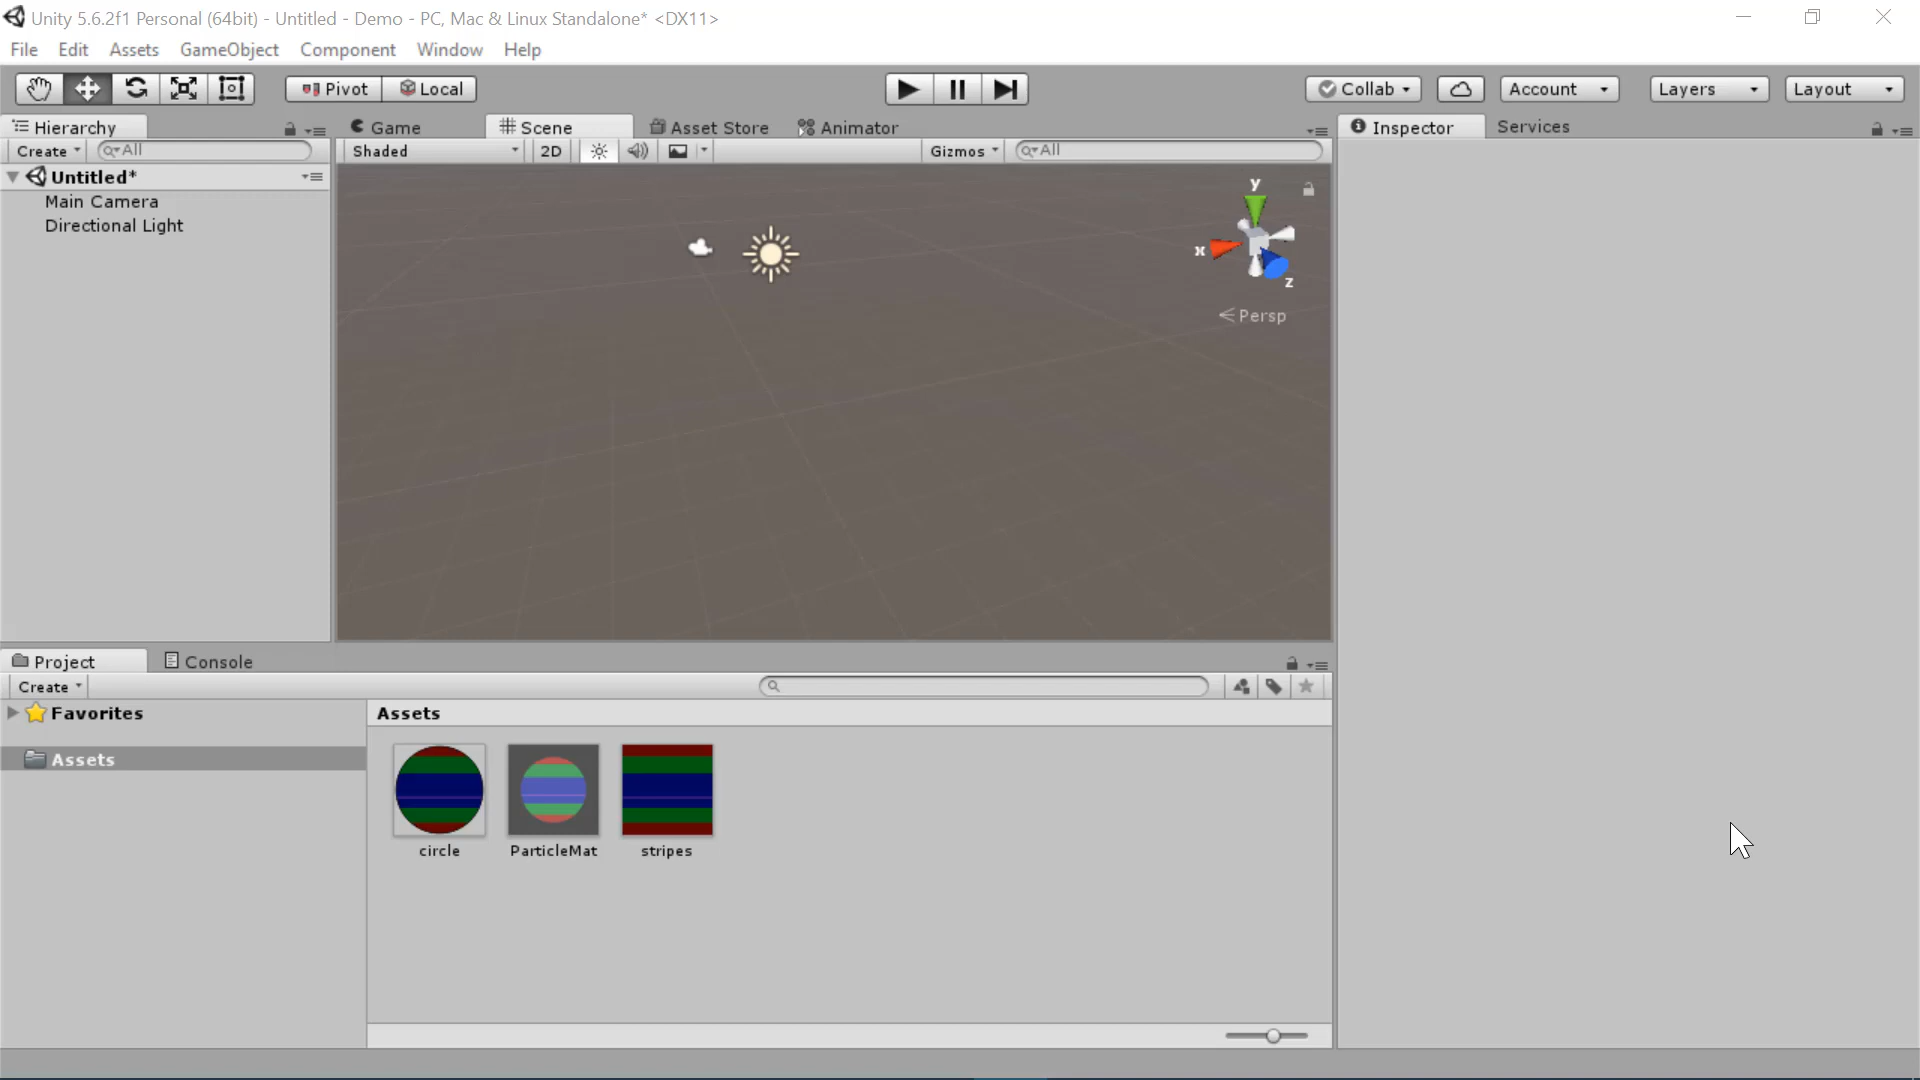 Unity 5.6.2f1 Personal (64bit) - Untitled - Demo - PC, Mac & Linux Standalone* <DX11>
File Edit Assets GameObject Component Window Help
Pivot Local Collab Account Layers Layout
Hierarchy Game Scene Asset Store Animator Inspector Services
Create All Shaded 2D Gizmos All
Untitled*
Main Camera
Directional Light
y
x
z
Persp
Project Console
Create
Favorites
Assets
Assets
circle ParticleMat stripes